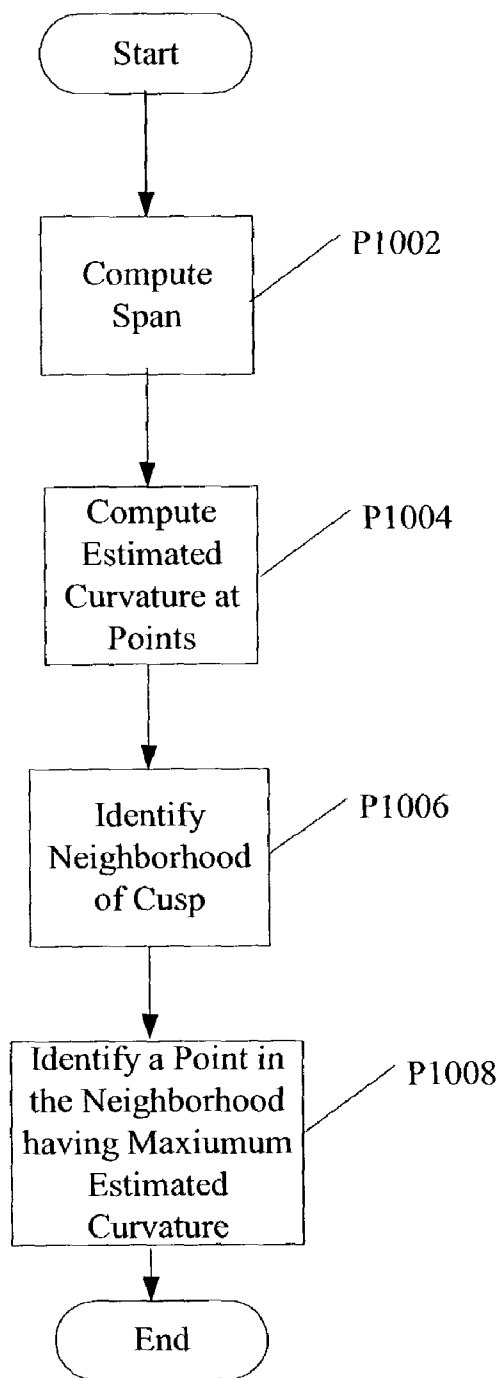 Start
P1002
Compute
Span
P1004
Compute
Estimated
Curvature at
Points
P1006
Identify
Neighborhood
of Cusp
P1008
Identify a Point in
the Neighborhood
having Maxiumum
Estimated
Curvature
End